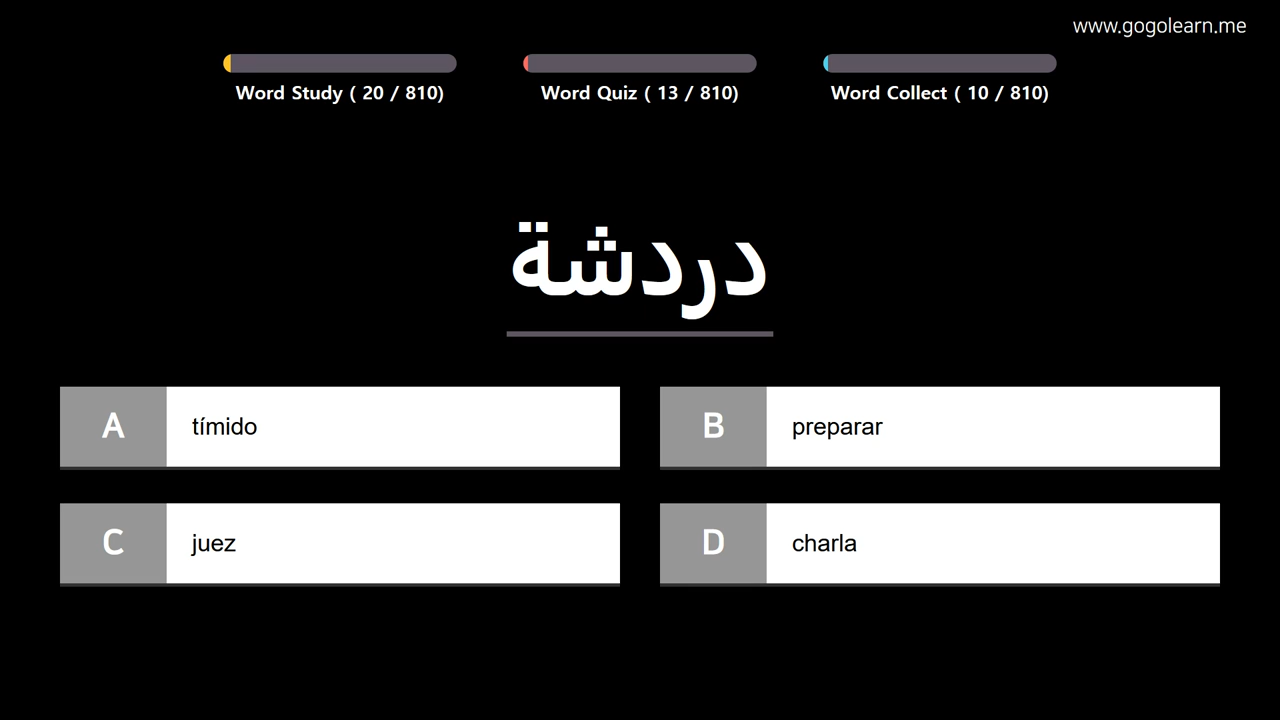 www.gogolearn.me
Word Study ( 20 / 810)
Word Quiz ( 13 / 810)
Word Collect ( 10 / 810)
دردشة
A tímido
B preparar
C juez
D charla